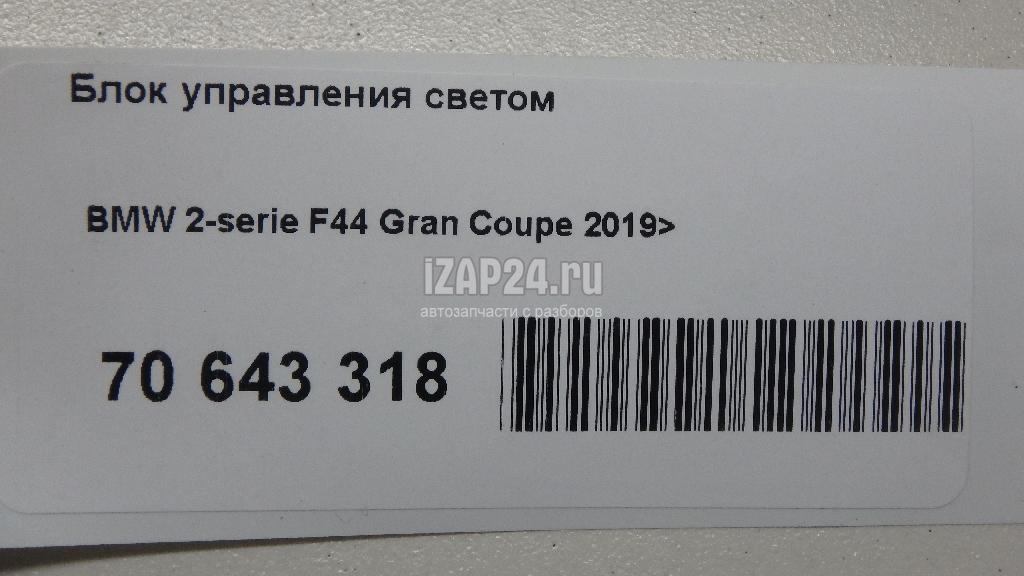 Блок управления светом
BMW 2-serie F44 Gran Coupe 2019>
iZAP24.ru
автозапчасти с разборов
70 643 318